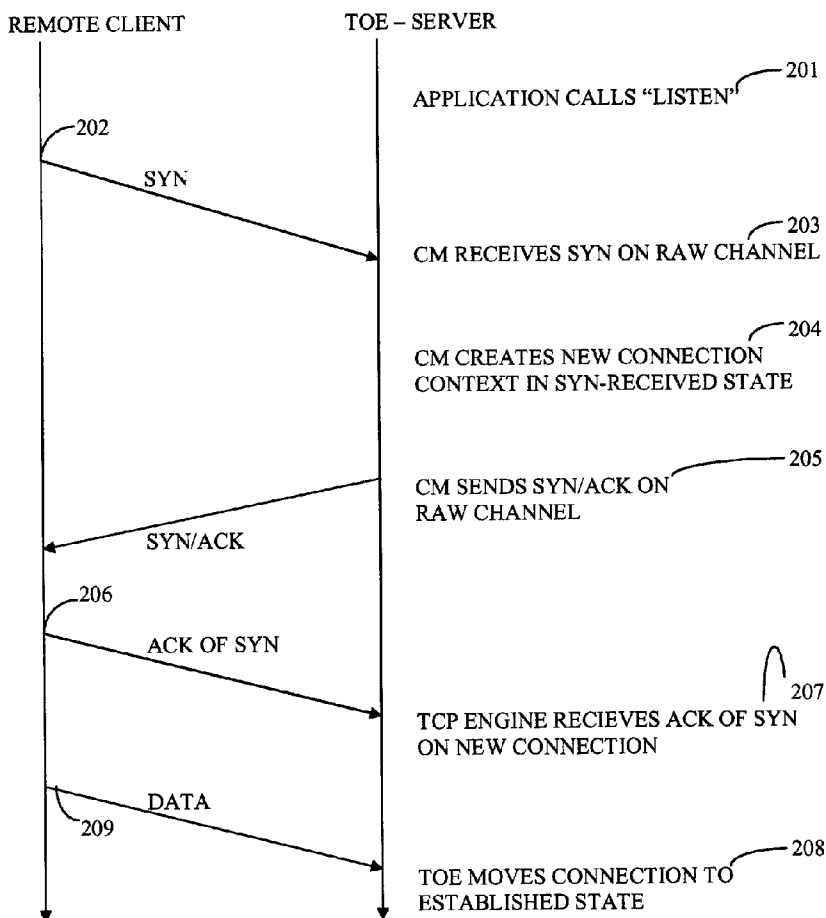 REMOTE CLIENT
TOE – SERVER
201
APPLICATION CALLS “LISTEN”
202
SYN
203
CM RECEIVES SYN ON RAW CHANNEL
204
CM CREATES NEW CONNECTION
CONTEXT IN SYN-RECEIVED STATE
205
CM SENDS SYN/ACK ON
RAW CHANNEL
SYN/ACK
206
ACK OF SYN
207
TCP ENGINE RECIEVES ACK OF SYN
ON NEW CONNECTION
DATA
209
208
TOE MOVES CONNECTION TO
ESTABLISHED STATE